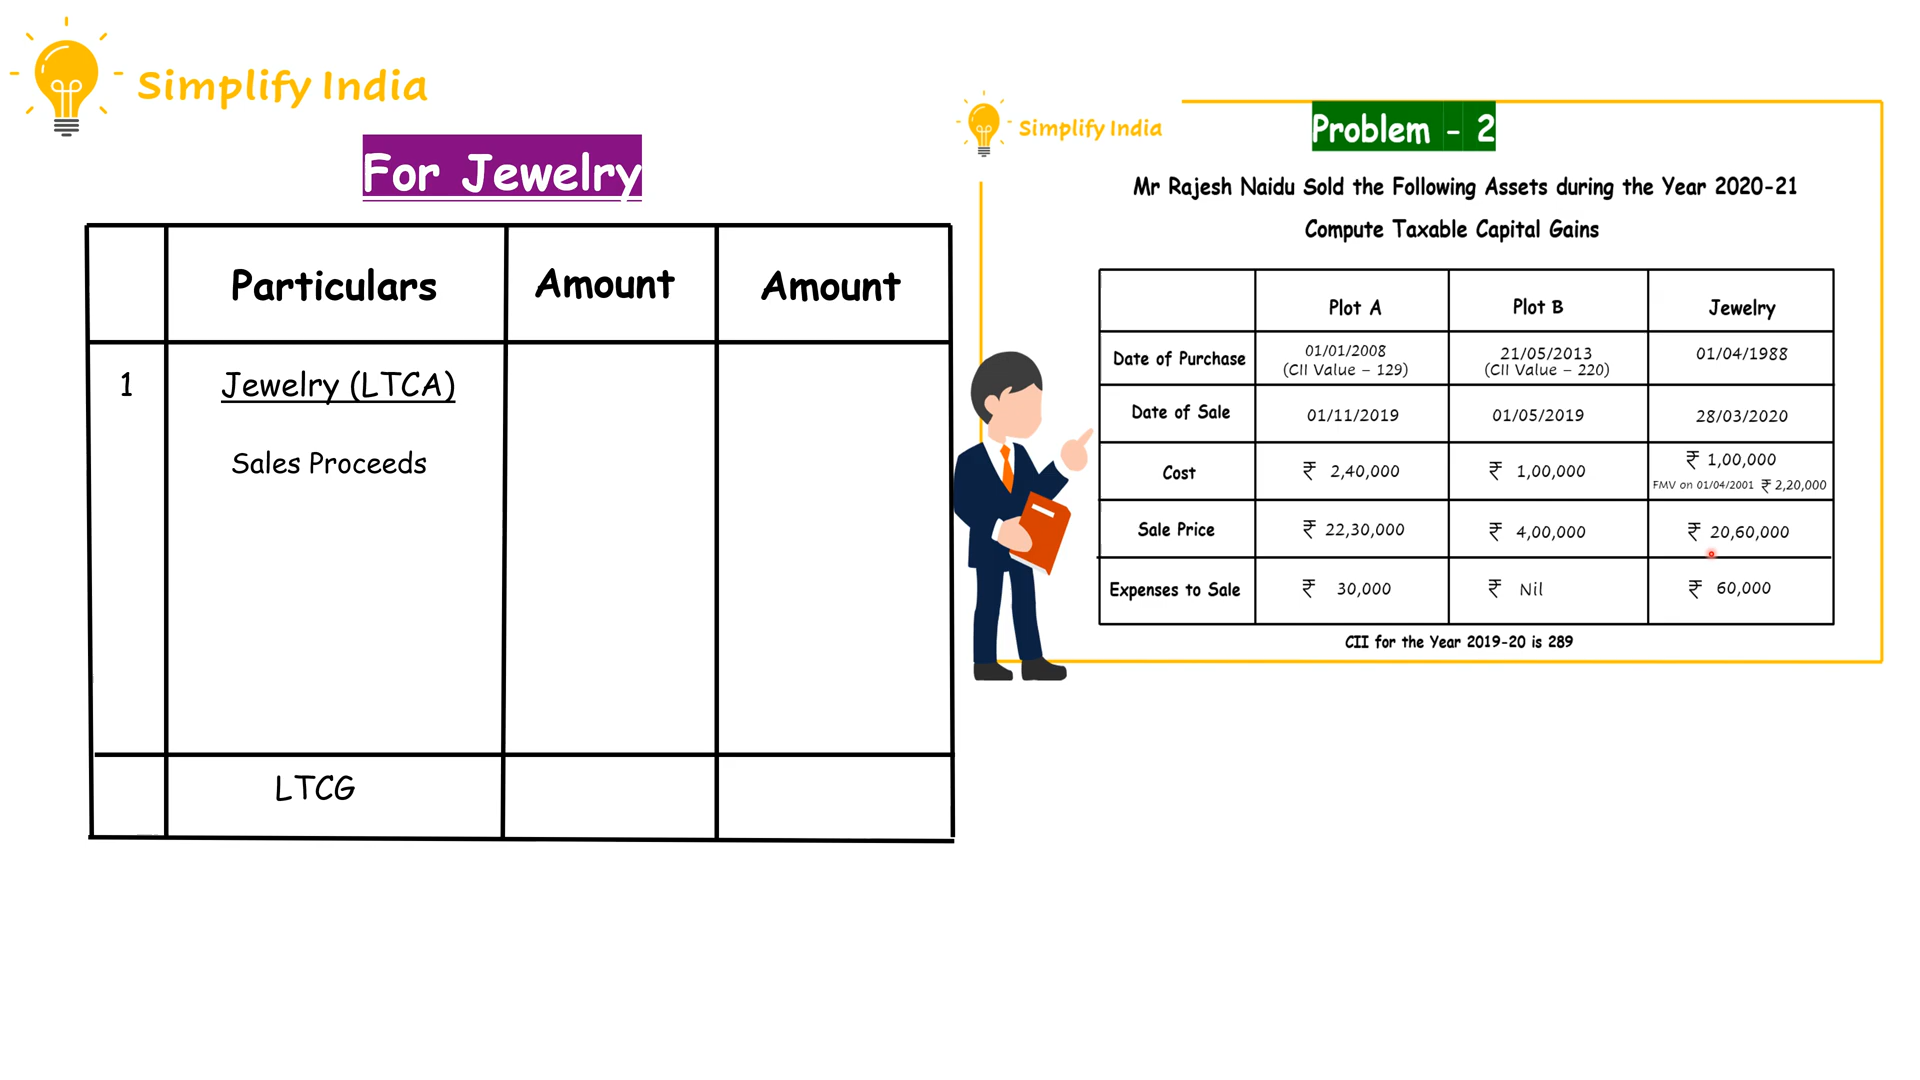 Simplify India
For Jewelry
Particulars Amount Amount
1 Jewelry (LTCA)
Sales Proceeds
LTCG
Simplify India
Problem - 2
Mr Rajesh Naidu Sold the Following Assets during the Year 2020-21
Compute Taxable Capital Gains
Plot A Plot B Jewelry
Date of Purchase 01/01/2008 21/05/2013 01/04/1988
(CII Value – 129) (CII Value – 220)
Date of Sale 01/11/2019 01/05/2019 28/03/2020
Cost ₹ 2,40,000 ₹ 1,00,000 ₹ 1,00,000
FMV on 01/04/2001 ₹ 2,20,000
Sale Price ₹ 22,30,000 ₹ 4,00,000 ₹ 20,60,000
Expenses to Sale ₹ 30,000 ₹ Nil ₹ 60,000
CII for the Year 2019-20 is 289